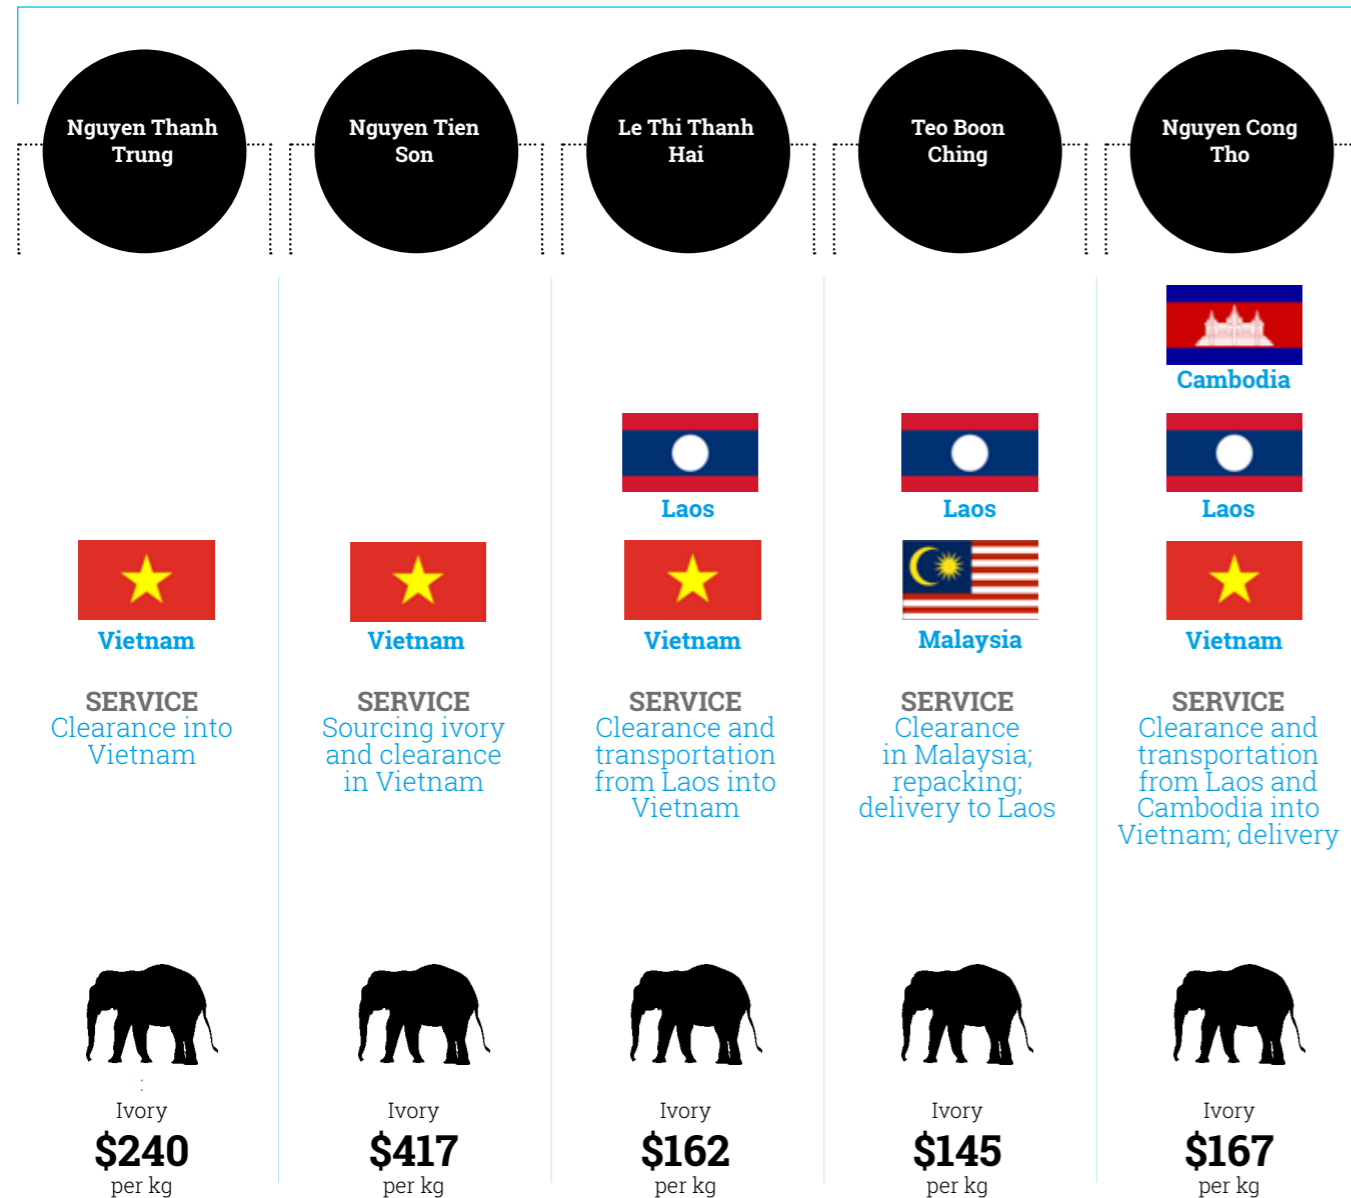 Nguyen Thanh
Trung
Vietnam
SERVICE
Clearance into
Vietnam
:
Ivory
$240
per kg
Nguyen Tien
Son
Vietnam
SERVICE
Sourcing ivory
and clearance
in Vietnam
Ivory
$417
per kg
Le Thi Thanh
Hai
Laos
Vietnam
SERVICE
Clearance and
transportation
from Laos into
Vietnam
Ivory
$162
per kg
Teo Boon
Ching
Laos
Malaysia
SERVICE
Clearance
in Malaysia;
repacking;
delivery to Laos
Ivory
$145
per kg
Nguyen Cong
Tho
Cambodia
Laos
Vietnam
SERVICE
Clearance and
transportation
from Laos and
Cambodia into
Vietnam; delivery
Ivory
$167
per kg